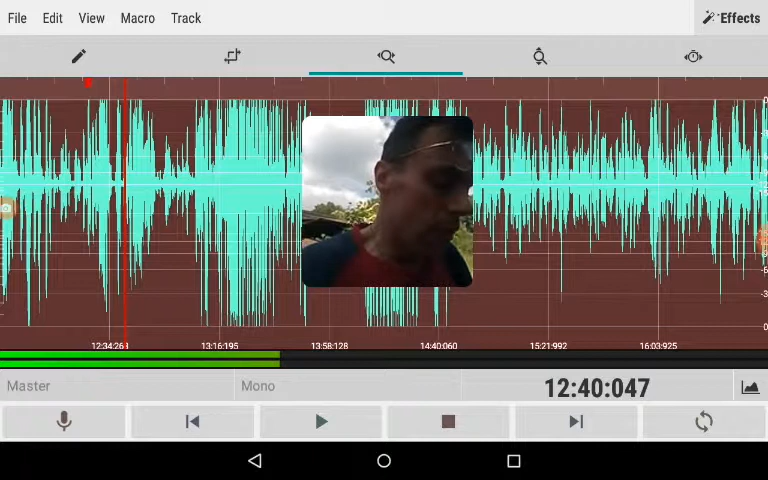 File Edit View Macro Track Effects
12:34:263 13:16:195 13:58:128 14:40:060 15:21:992 16:03:925
Master Mono 12:40:047